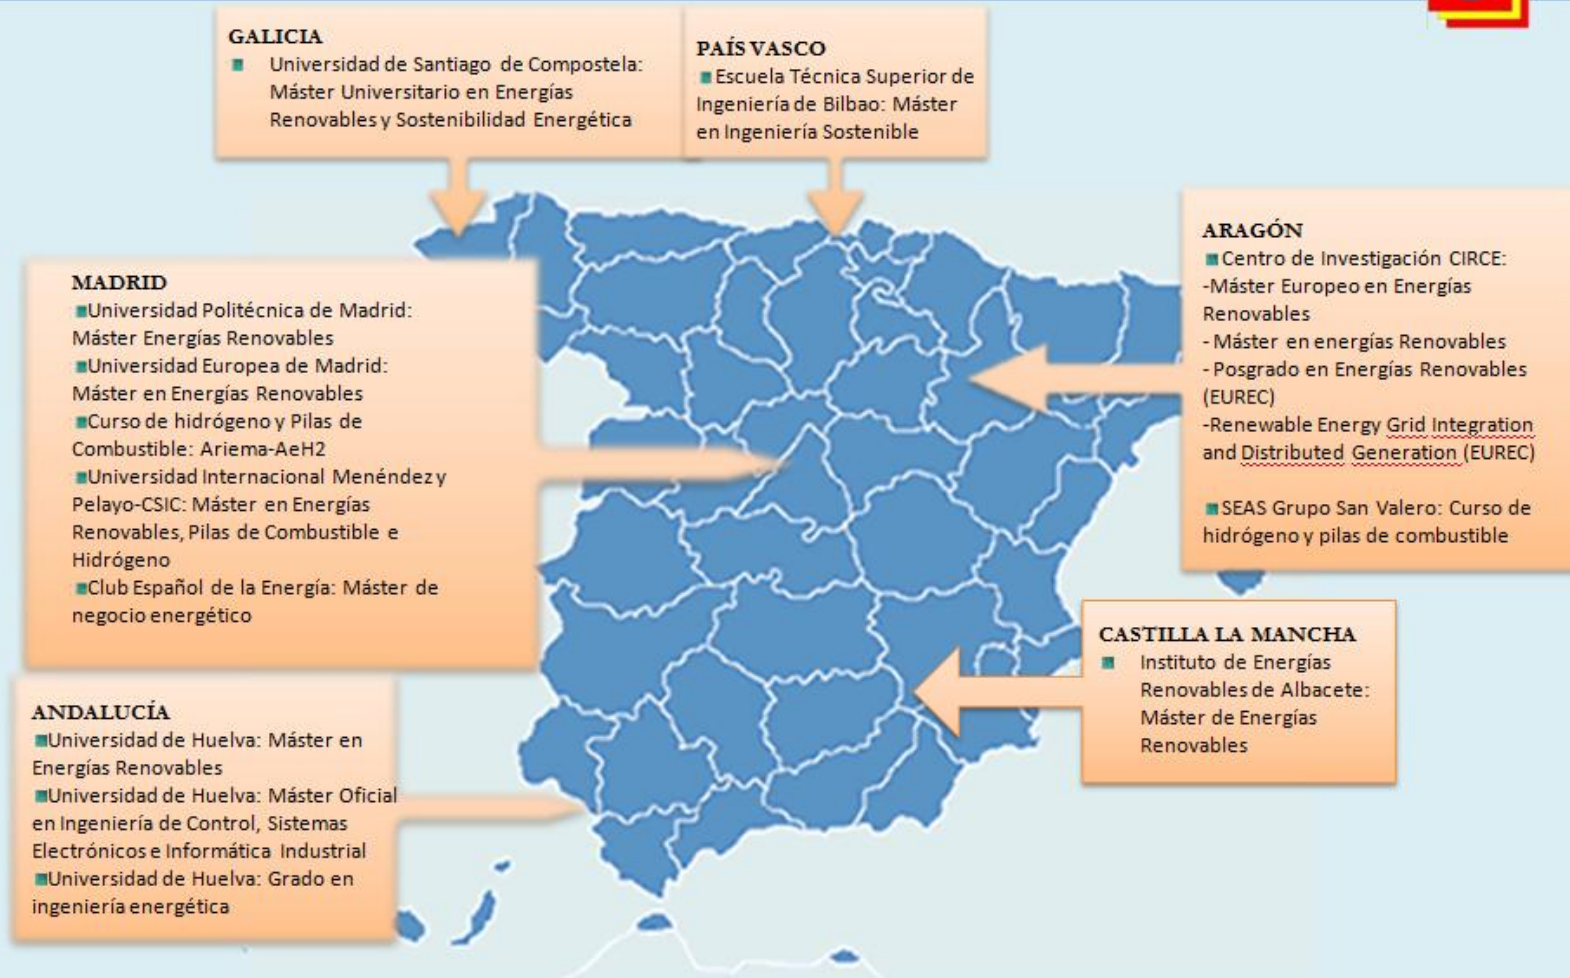 GALICIA
Universidad de Santiago de Compostela:
Máster Universitario en Energías
Renovables y Sostenibilidad Energética
PAÍS VASCO
Escuela Técnica Superior de
Ingeniería de Bilbao: Máster
en Ingeniería Sostenible
ARAGÓN
Centro de Investigación CIRCE:
-Máster Europeo en Energías
Renovables
- Máster en energías Renovables
- Posgrado en Energías Renovables
(EUREC)
-Renewable Energy Grid Integration
and Distributed Generation (EUREC)
SEAS Grupo San Valero: Curso de
hidrógeno y pilas de combustible
MADRID
Universidad Politécnica de Madrid:
Máster Energías Renovables
Universidad Europea de Madrid:
Máster en Energías Renovables
Curso de hidrógeno y Pilas de
Combustible: Ariema-AeH2
Universidad Internacional Menéndez y
Pelayo-CSIC: Máster en Energías
Renovables, Pilas de Combustible e
Hidrógeno
Club Español de la Energía: Máster de
negocio energético
CASTILLA LA MANCHA
Instituto de Energías
Renovables de Albacete:
Máster de Energías
Renovables
ANDALUCÍA
Universidad de Huelva: Máster en
Energías Renovables
Universidad de Huelva: Máster Oficial
en Ingeniería de Control, Sistemas
Electrónicos e Informática Industrial
Universidad de Huelva: Grado en
ingeniería energética